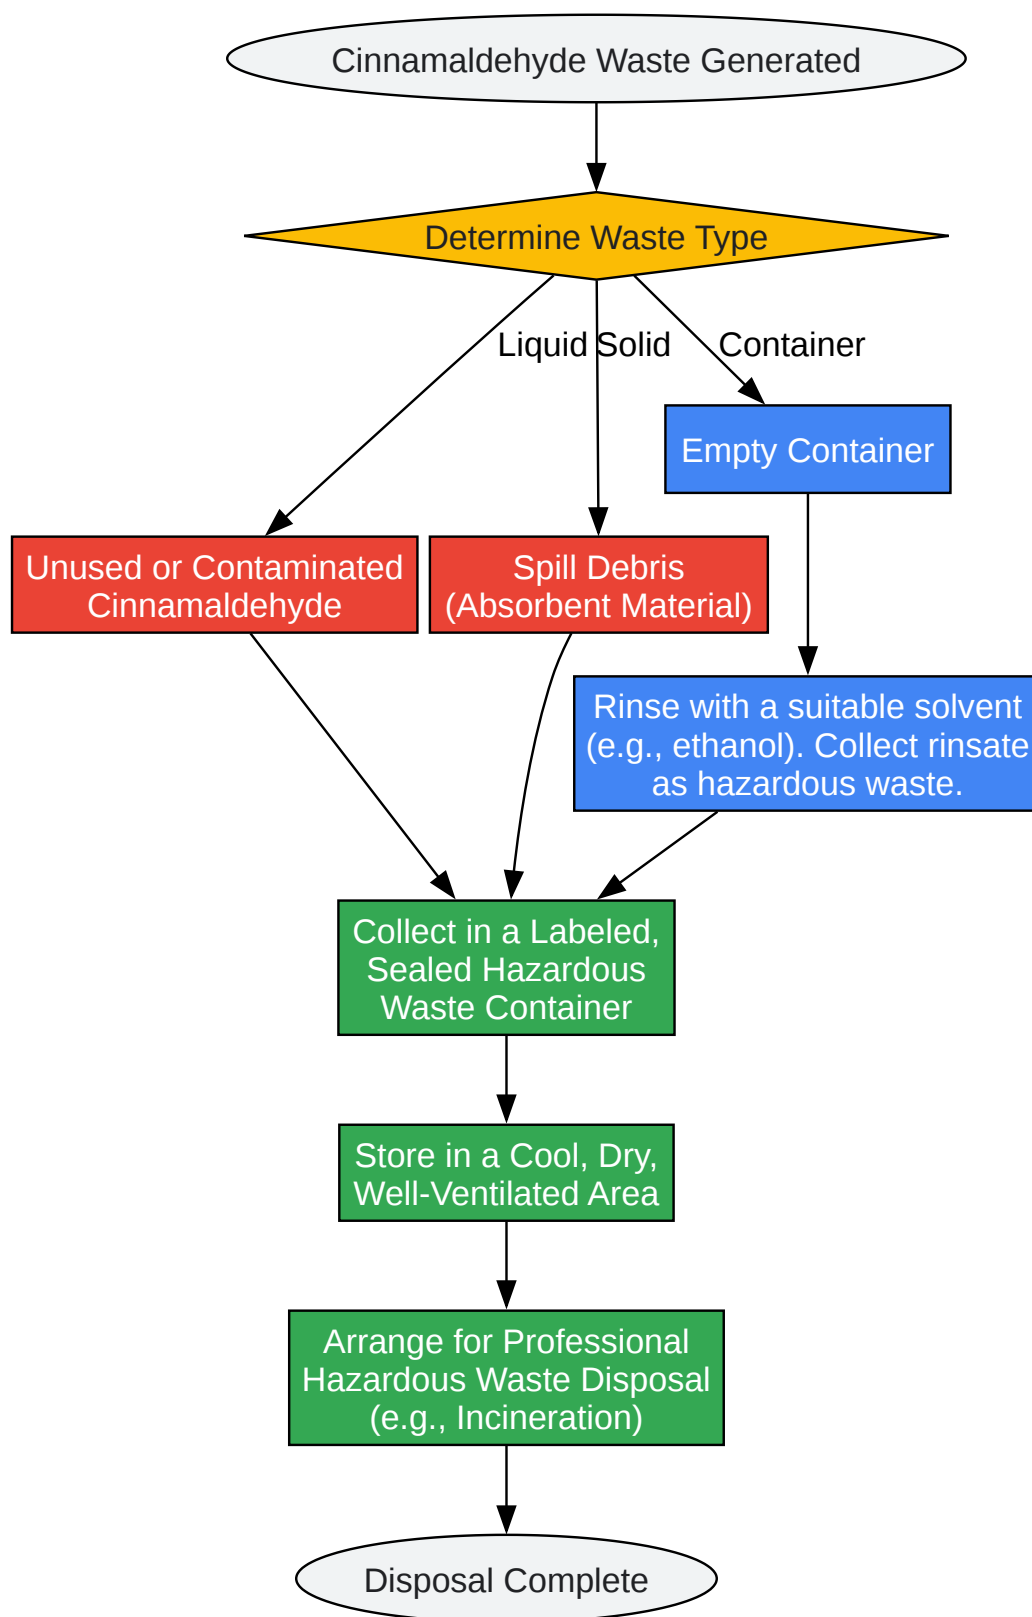 Cinnamaldehyde Waste Generated
Determine Waste Type
Liquid
Solid
Container
Empty Container
Unused or Contaminated
Cinnamaldehyde
Spill Debris
(Absorbent Material)
Rinse with a suitable solvent
(e.g., ethanol). Collect rinsate
as hazardous waste.
Collect in a Labeled,
Sealed Hazardous
Waste Container
Store in a Cool, Dry,
Well-Ventilated Area
Arrange for Professional
Hazardous Waste Disposal
(e.g., Incineration)
Disposal Complete